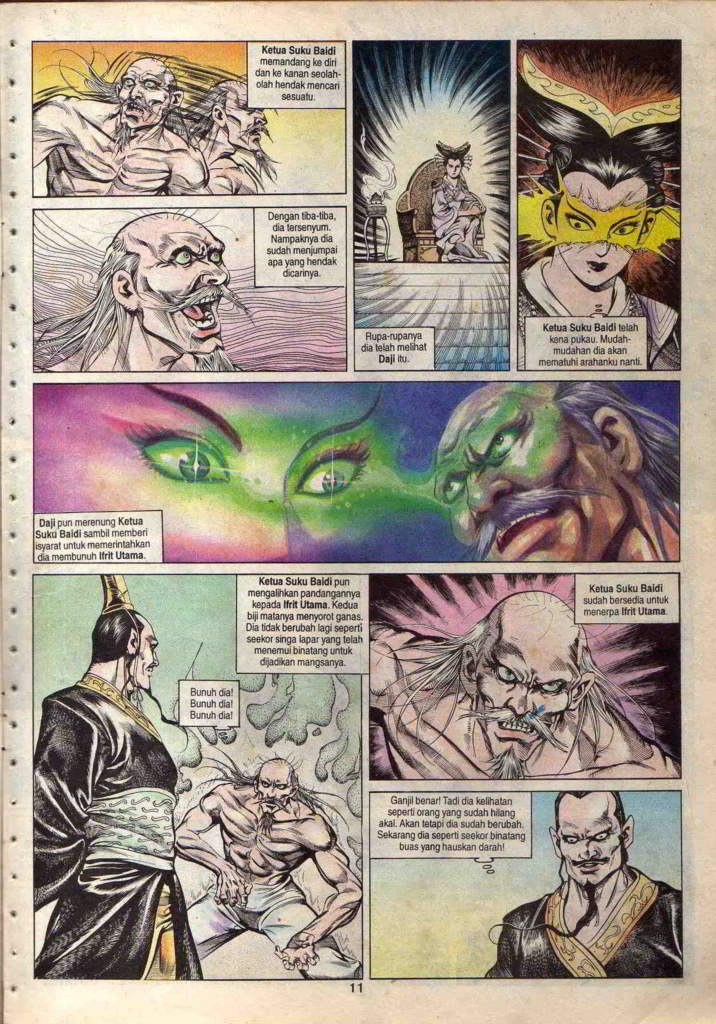 Ketua Suku Baidi
memandang ke diri
dan ke kanan seolah-
olah hendak mencari
sesuatu.
Dengan tiba-tiba,
dia tersenyum.
Nampaknya dia
sudah menjumpai
apa yang hendak
dicarinya.
Rupa-rupanya
dia telah melihat
Daji itu.
Ketua Suku Baidi telah
kena pukau. Mudah-
mudahan dia akan
mematuhi arahanku nanti.
Daji pun merenung Ketua
Suku Baidi sambil memberi
isyarat untuk memerintahkan
dia membunuh Ifrit Utama.
Ketua Suku Baidi pun
mengalihkan pandangannya
kepada Ifrit Utama. Kedua
biji matanya menyorot ganas.
Dia tidak berubah lagi seperti
seekor singa lapar yang telah
menemui binatang untuk
dijadikan mangsanya.
Bunuh dia!
Bunuh dia!
Bunuh dia!
Ketua Suku Baidi
sudah bersedia untuk
menerpa Ifrit Utama.
Ganjil benar! Tadi dia kelihatan
seperti orang yang sudah hilang
akal. Akan tetapi dia sudah berubah.
Sekarang dia seperti seekor binatang
buas yang hauskan darah!
11